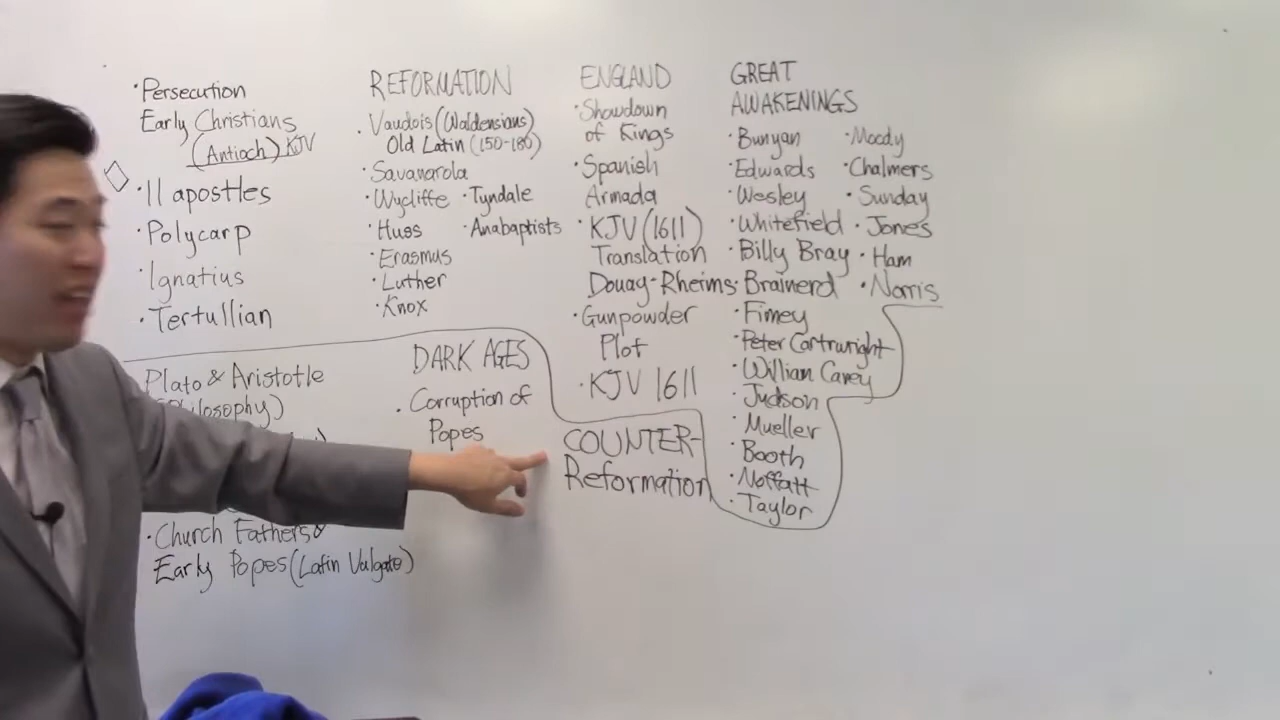 · Persecution
Early Christians
(Antioch) KJV
· 11 apostles
· Polycarp
· Ignatius
· Tertullian
REFORMATION
· Vaudois (Waldensians)
Old Latin (150-180)
· Savanarola
· Wycliffe · Tyndale
· Huss · Anabaptists
· Erasmus
· Luther
· Knox
ENGLAND
· Showdown
of Kings
· Spanish
Armada
· KJV (1611)
Translation
Douay-Rheims
· Gunpowder
Plot
· KJV 1611
GREAT
AWAKENINGS
· Bunyan · Moody
· Edwards · Chalmers
· Wesley · Sunday
· Whitefield · Jones
· Billy Bray · Ham
· Brainerd · Norris
· Finney
· Peter Cartwright
· William Carey
· Judson
· Mueller
· Booth
· Moffatt
· Taylor
Plato & Aristotle
(Philosophy)
· Church Fathers &
Early Popes (Latin Vulgate)
DARK AGES
· Corruption of
Popes
COUNTER-
Reformation